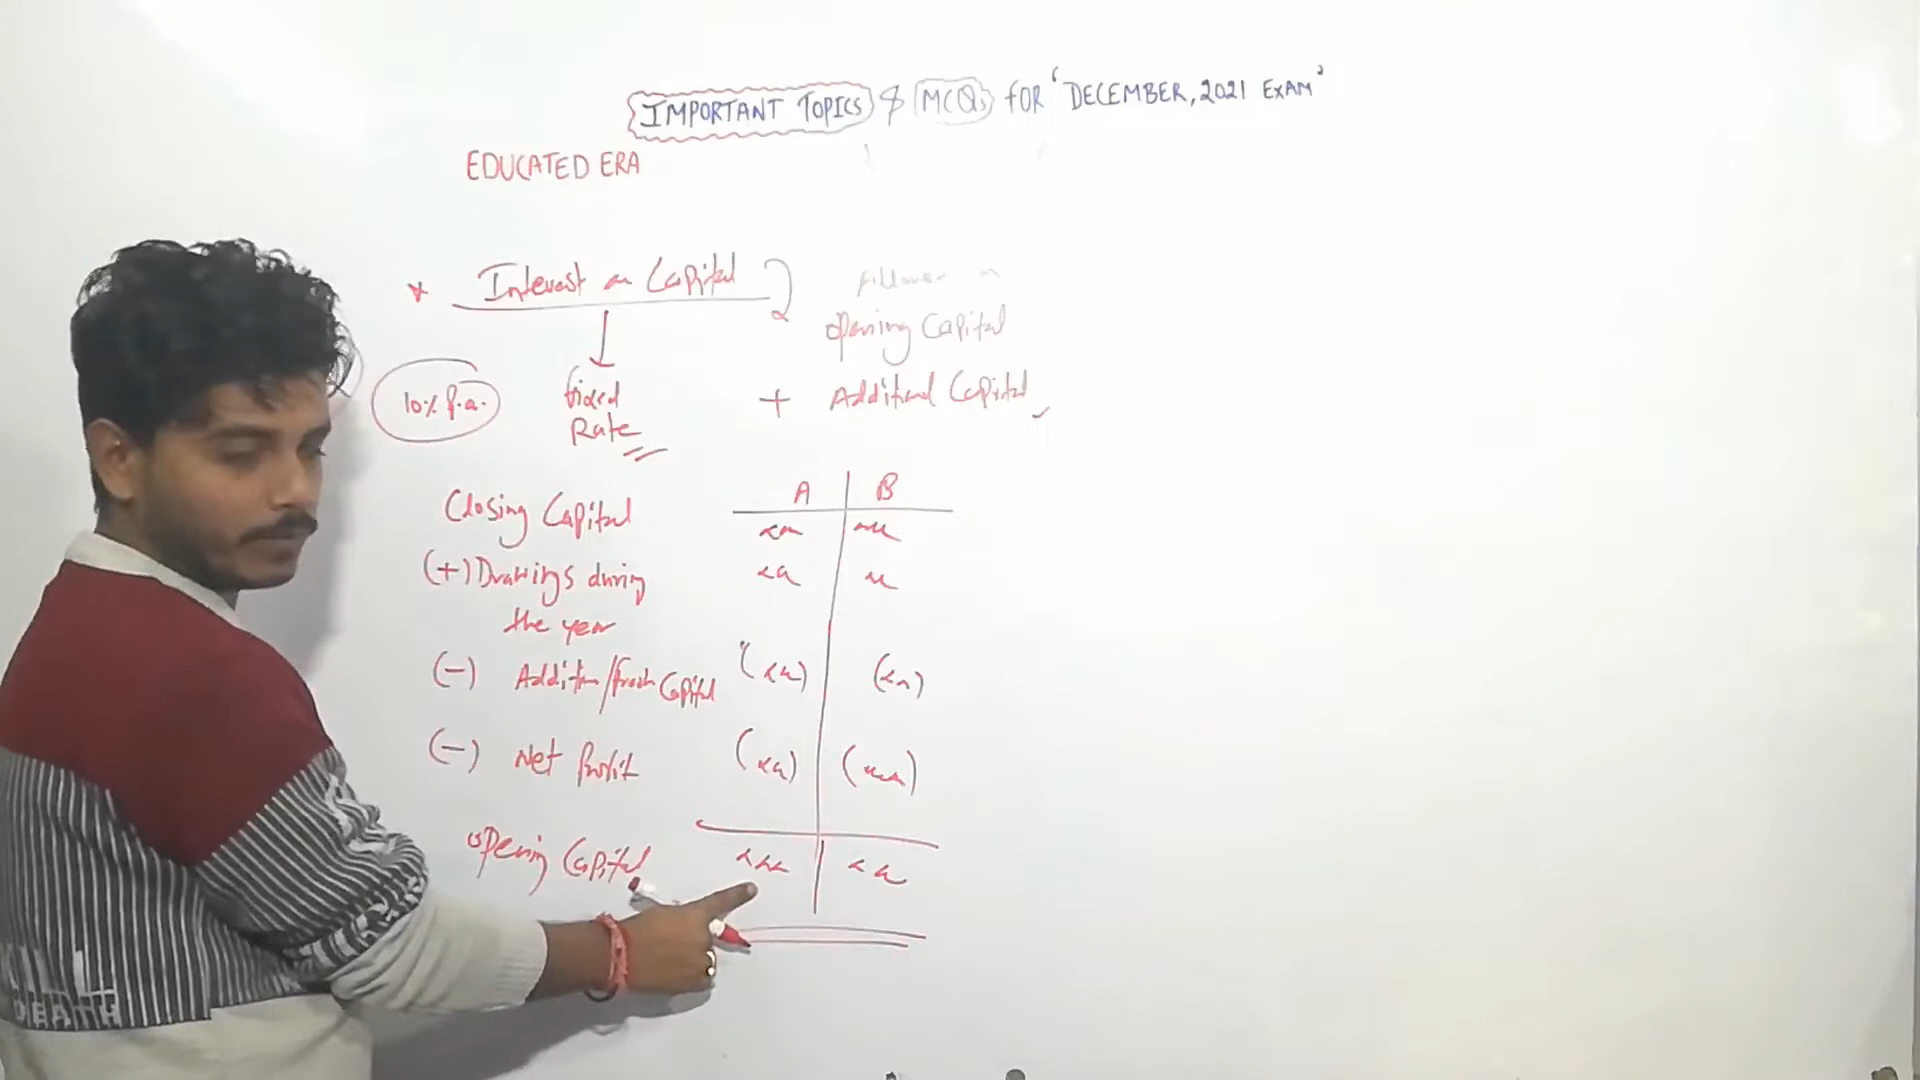 IMPORTANT TOPICS & MCQs FOR 'DECEMBER, 2021 EXAM'
EDUCATED ERA
* Interest on Capital
opening Capital
+ Additional Capital
10% p.a.
fixed
Rate
A B
Closing Capital
(+) Drawings during
the year
(-) Addition/Fresh Capital
(-) Net Profit
Opening Capital
DEATH